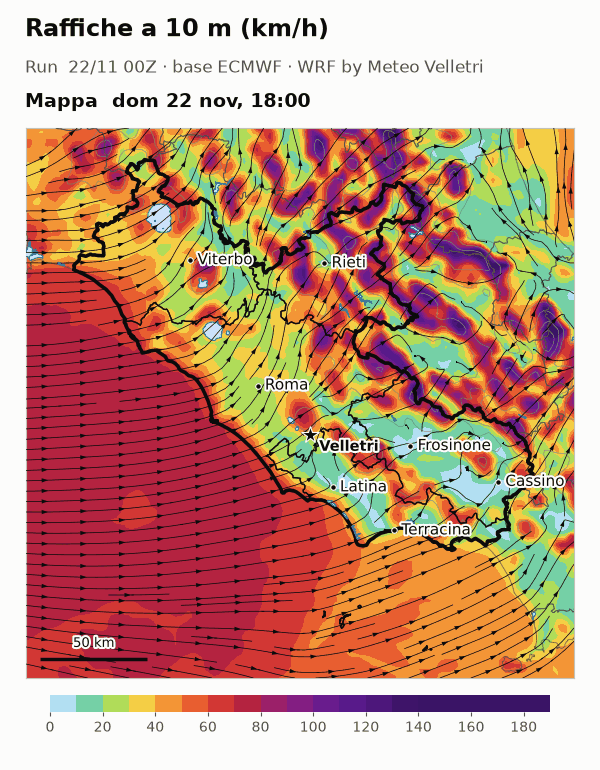 Raffiche a 10 m (km/h)
Run 22/11 00Z · base ECMWF · WRF by Meteo Velletri
Mappa dom 22 nov, 18:00
Viterbo
Rieti
Roma
Velletri
Frosinone
Latina
Cassino
Terracina
50 km
0 20 40 60 80 100 120 140 160 180